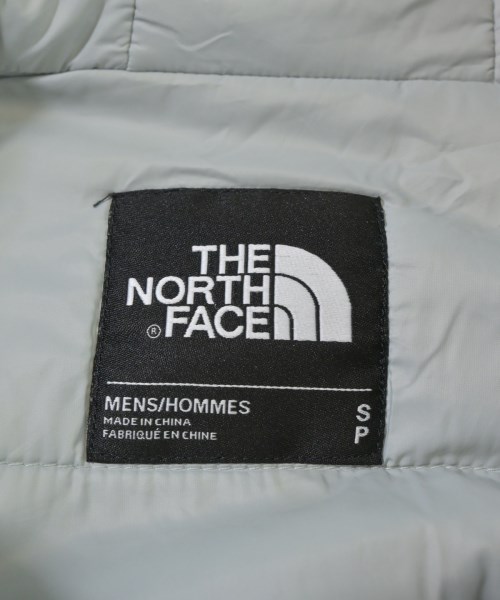 THE
NORTH
® FACE
MENS/HOMMES S
MADE IN CHINA
FABRIQUÉ EN CHINE P